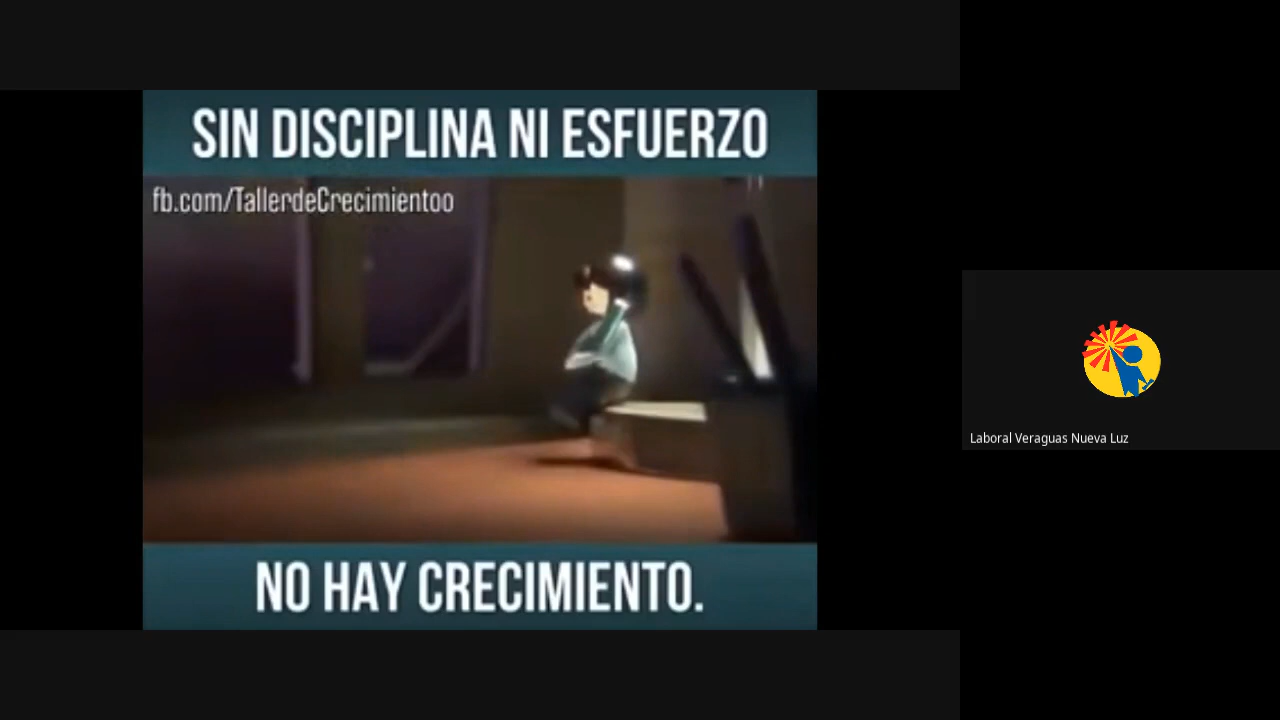 SIN DISCIPLINA NI ESFUERZO
fb.com/TallerdeCrecimientoo
NO HAY CRECIMIENTO.
Laboral Veraguas Nueva Luz